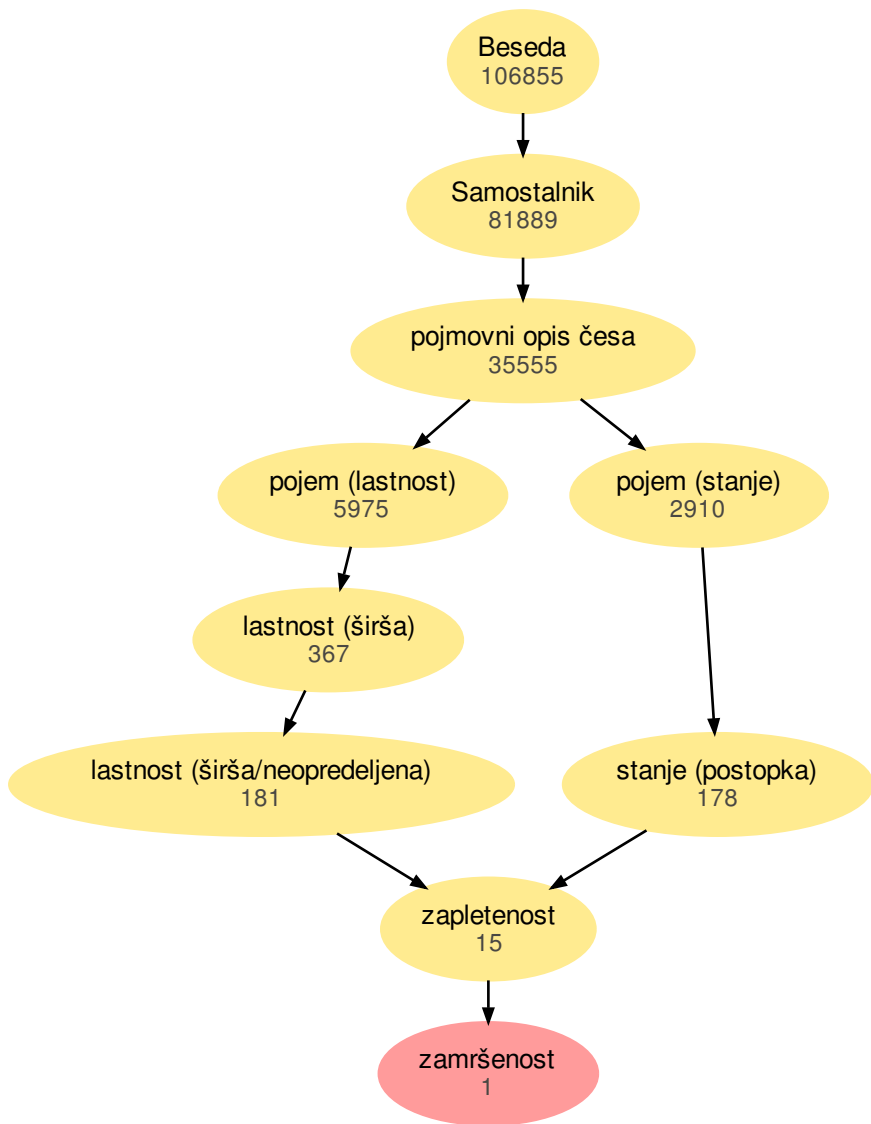 Beseda
106855
Samostalnik
81889
pojmovni opis česa
35555
pojem (lastnost)
5975
pojem (stanje)
2910
lastnost (širša)
367
lastnost (širša/neopredeljena)
181
stanje (postopka)
178
zapletenost
15
zamršenost
1